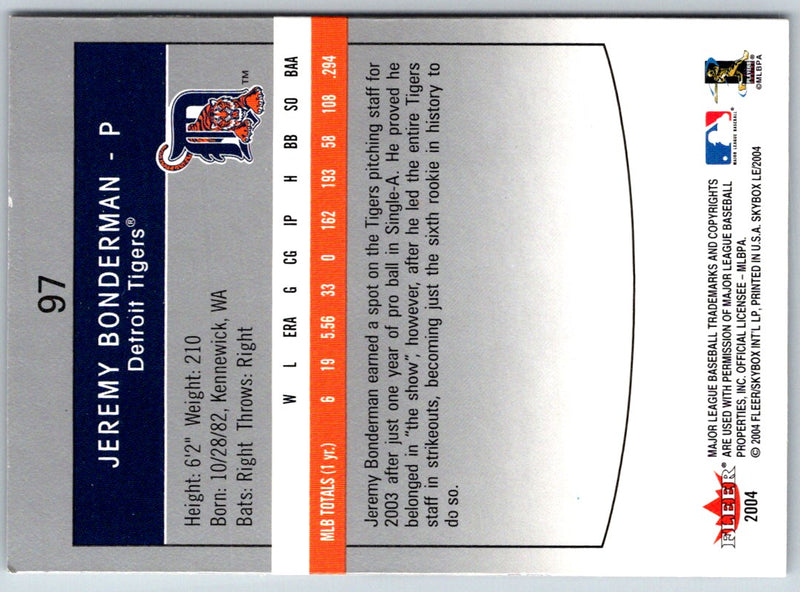 97
JEREMY BONDERMAN - P
Detroit Tigers®
Height: 6'2" Weight: 210
Born: 10/28/82, Kennewick, WA
Bats: Right Throws: Right
™
W L ERA G CG IP H BB SO BAA
MLB TOTALS (1 yr.) 6 19 5.56 33 0 162 193 58 108 .294
Jeremy Bonderman earned a spot on the Tigers pitching staff for
2003 after just one year of pro ball in Single-A. He proved he
belonged in "the show", however, after he led the entire Tigers
staff in strikeouts, becoming just the sixth rookie in history to
do so.
FLEER®
2004
MAJOR LEAGUE BASEBALL TRADEMARKS AND COPYRIGHTS
ARE USED WITH PERMISSION OF MAJOR LEAGUE BASEBALL
PROPERTIES, INC. OFFICIAL LICENSEE – MLBPA.
© 2004 FLEER/SKYBOX INT'L LP, PRINTED IN U.S.A. SKYBOX LE/2004
MAJOR LEAGUE BASEBALL
PLAYERS
©MLBPA